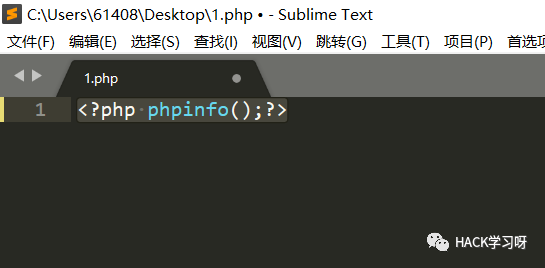 C:\Users\61408\Desktop\1.php • - Sublime Text
文件(F) 编辑(E) 选择(S) 查找(I) 视图(V) 跳转(G) 工具(T) 项目(P) 首选项
1.php
1 <?php phpinfo();?>
HACK学习呀